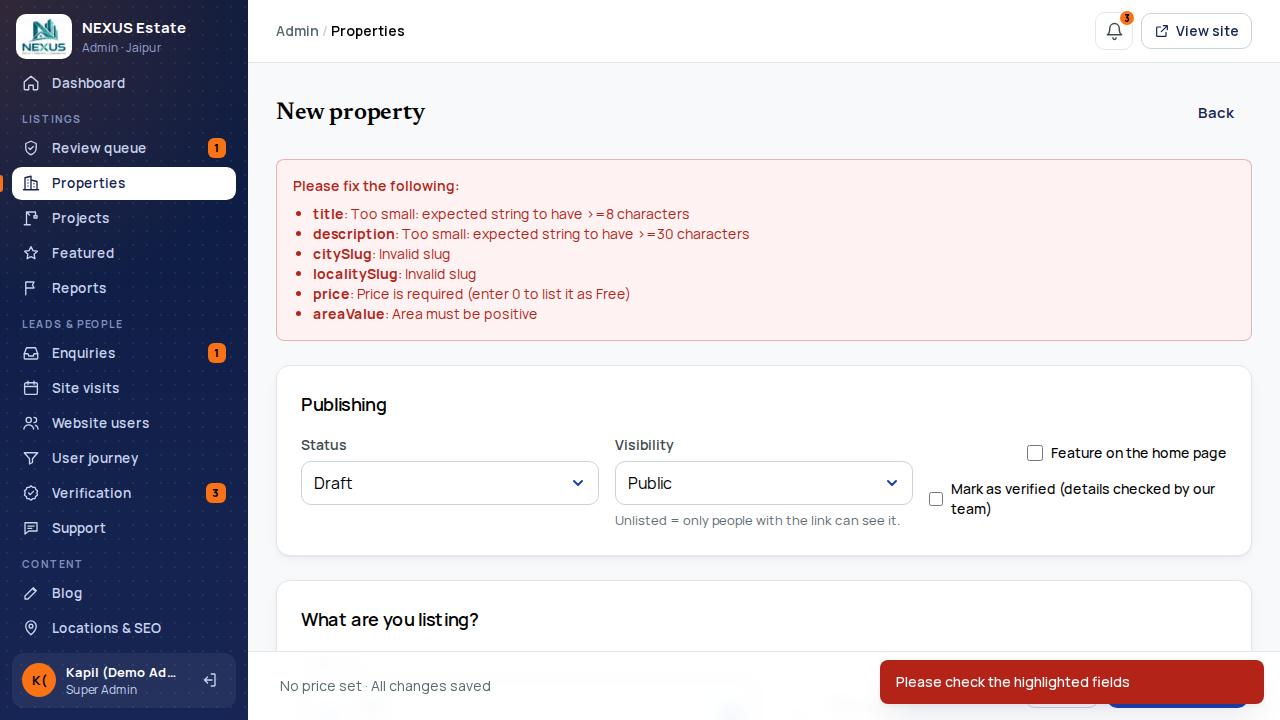 NEXUS
NEXUS Estate
Admin · Jaipur
Dashboard
LISTINGS
Review queue
1
Properties
Projects
Featured
Reports
LEADS & PEOPLE
Enquiries
1
Site visits
Website users
User journey
Verification
3
Support
CONTENT
Blog
Locations & SEO
K(
Kapil (Demo Ad...
Super Admin
Admin / Properties
3
View site
New property
Back
Please fix the following:
• title: Too small: expected string to have >=8 characters
• description: Too small: expected string to have >=30 characters
• citySlug: Invalid slug
• localitySlug: Invalid slug
• price: Price is required (enter 0 to list it as Free)
• areaValue: Area must be positive
Publishing
Status
Draft
Visibility
Public
Unlisted = only people with the link can see it.
Feature on the home page
Mark as verified (details checked by our
team)
What are you listing?
No price set · All changes saved
Please check the highlighted fields